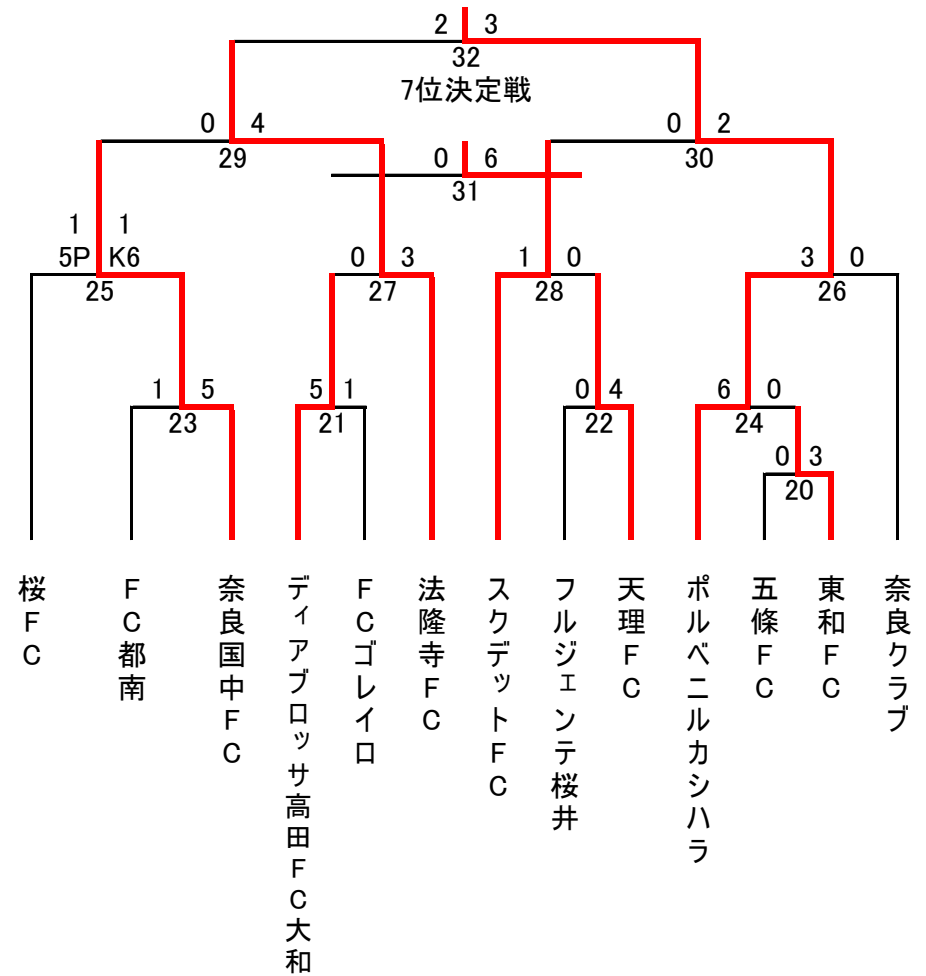 2 3
32
7位決定戦
0 4
29
0 2
30
0 6
31
1 1
5P K6
25
0 3
27
1 0
28
3 0
26
1 5
23
5 1
21
0 4
22
6 0
24
0 3
20
桜FC
FC都南
奈良国中FC
ディアブロッサ高田FC大和
FCゴレイロ
法隆寺FC
スクデットFC
フルジェンテ桜井
天理FC
ポルベニルカシハラ
五條FC
東和FC
奈良クラブ